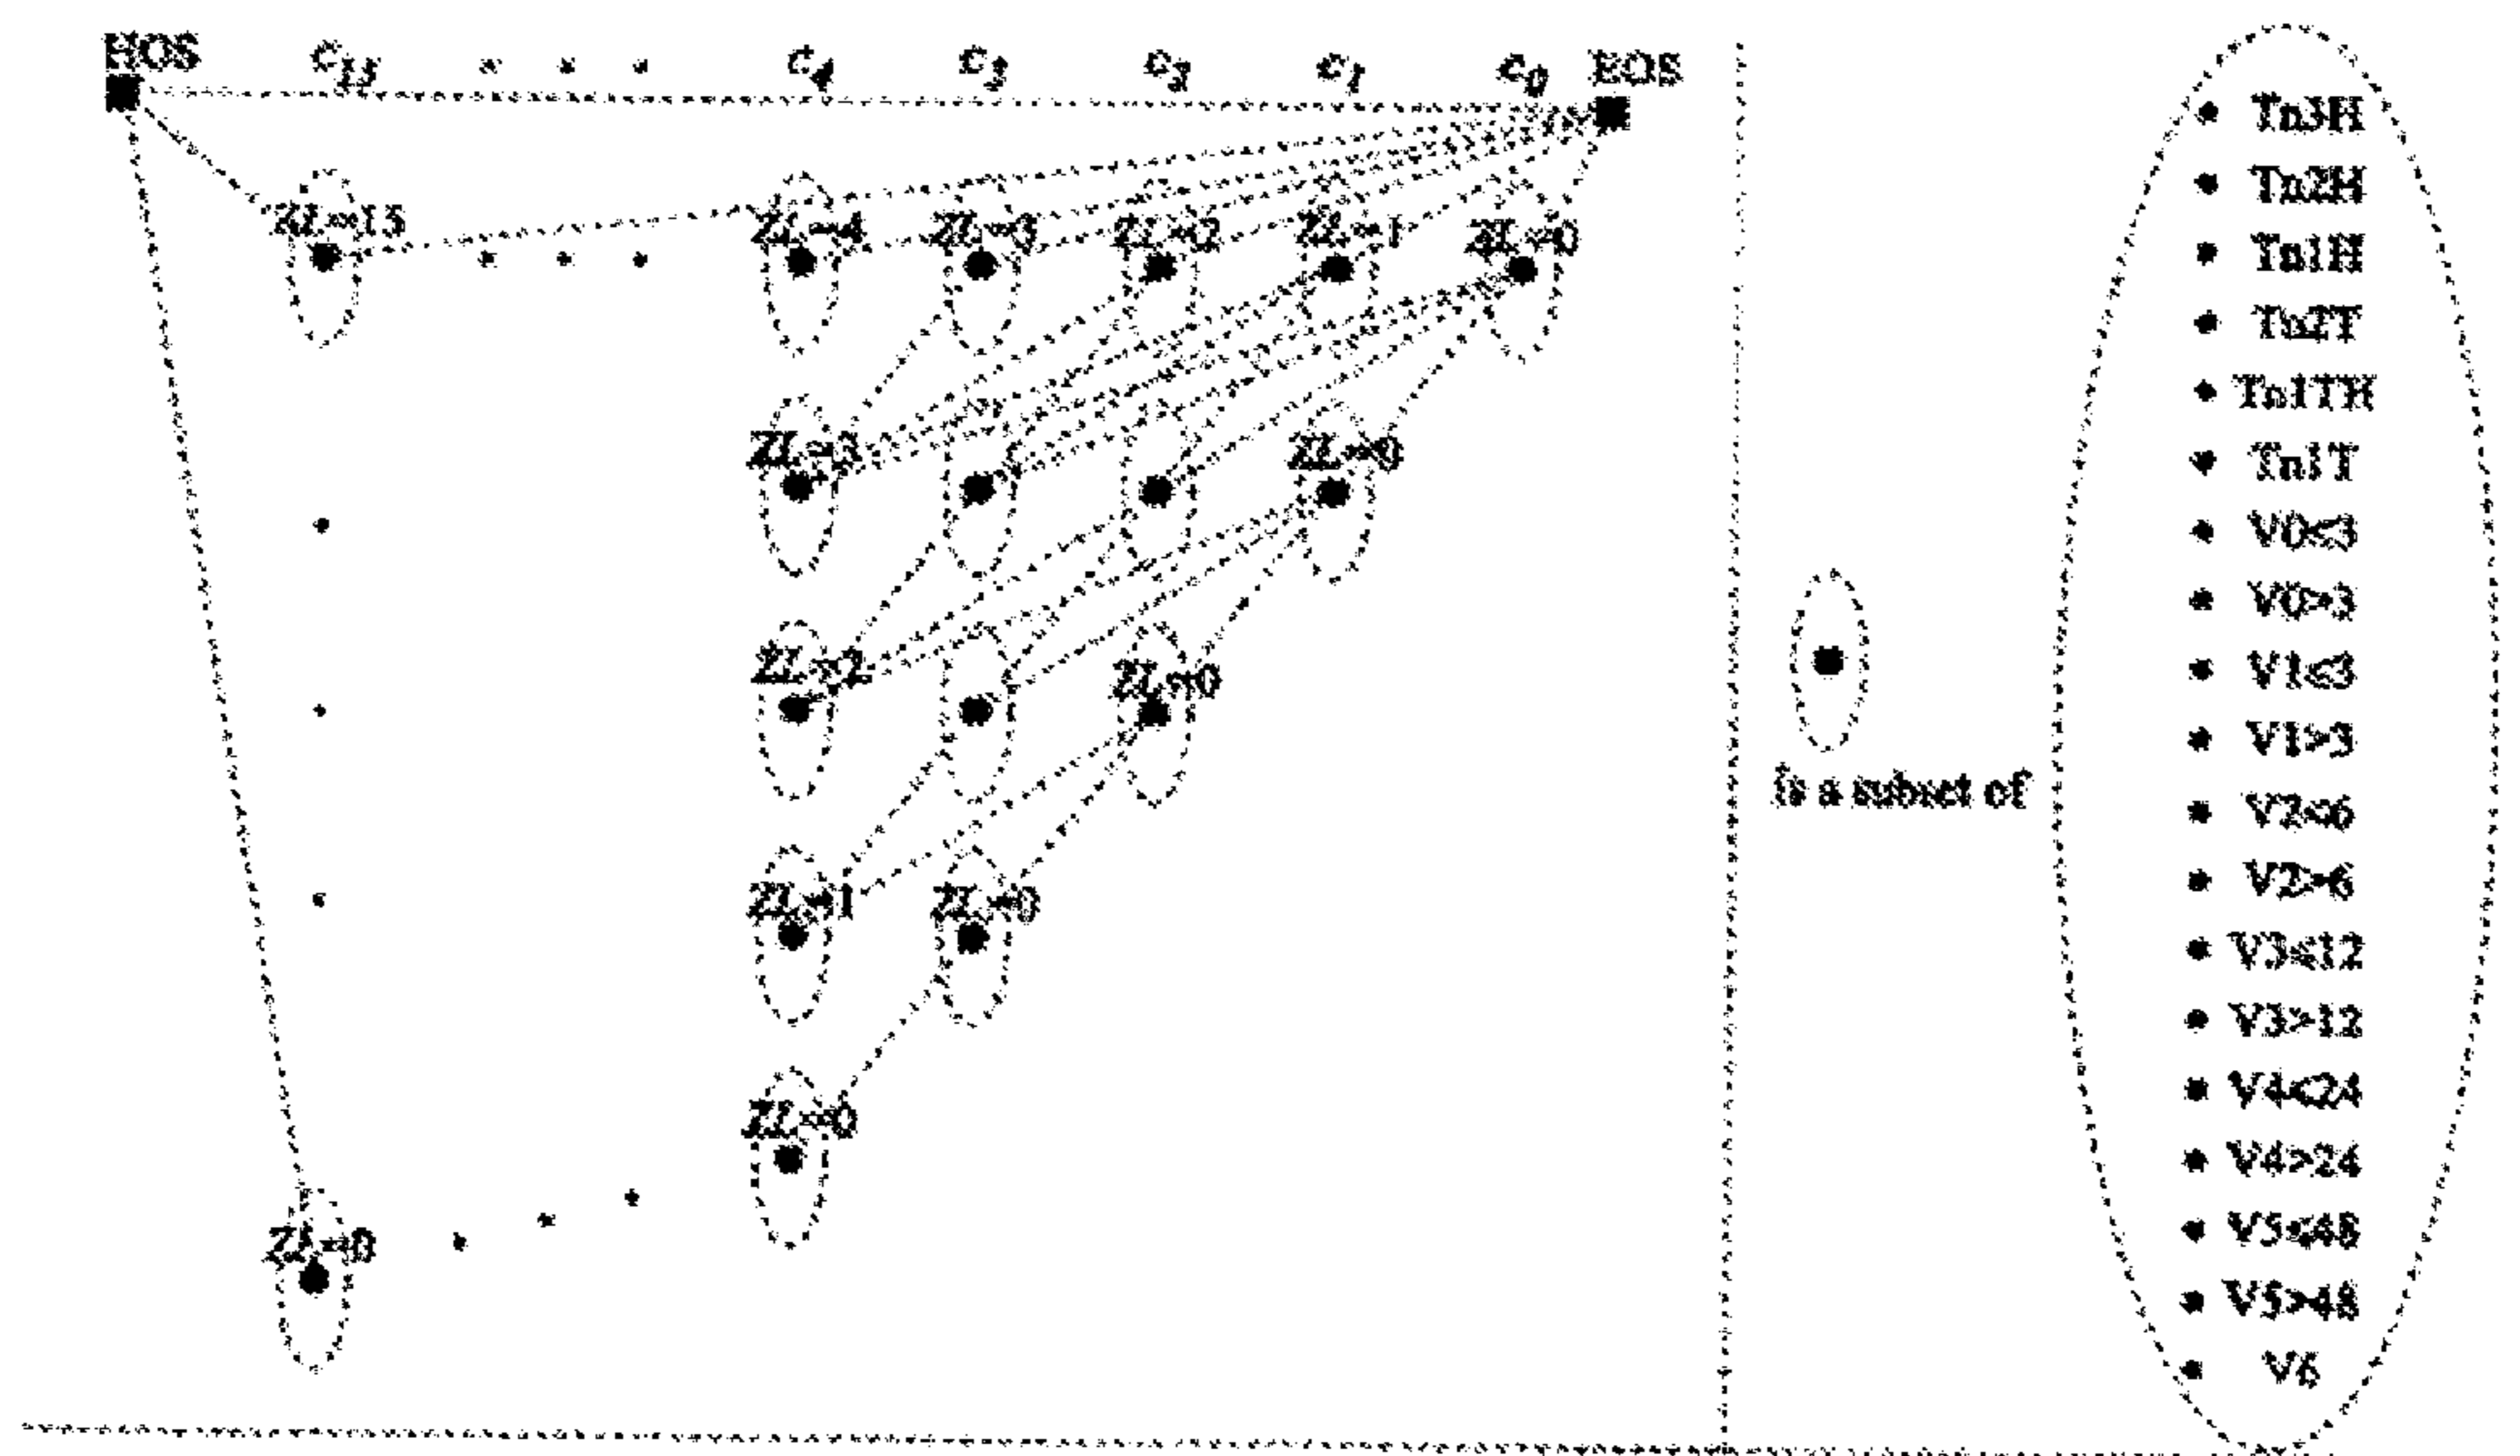 HOS C15 C4 C3 C2 C1 C0 EOS
ZL=15 ZL=4 ZL=3 ZL=2 ZL=1 ZL=0
ZL=3 ZL=0
ZL=2 ZL=0
ZL=1 ZL=0
ZL=0
ZL=0
is a subset of
Tn3H
Tn2H
Tn1H
TnTT
Tn1TH
Tn1T
V0<3
V0>3
V1<3
V1>3
V2<6
V2>6
V3≤12
V3>12
V4<24
V4>24
V5≤48
V5>48
V6